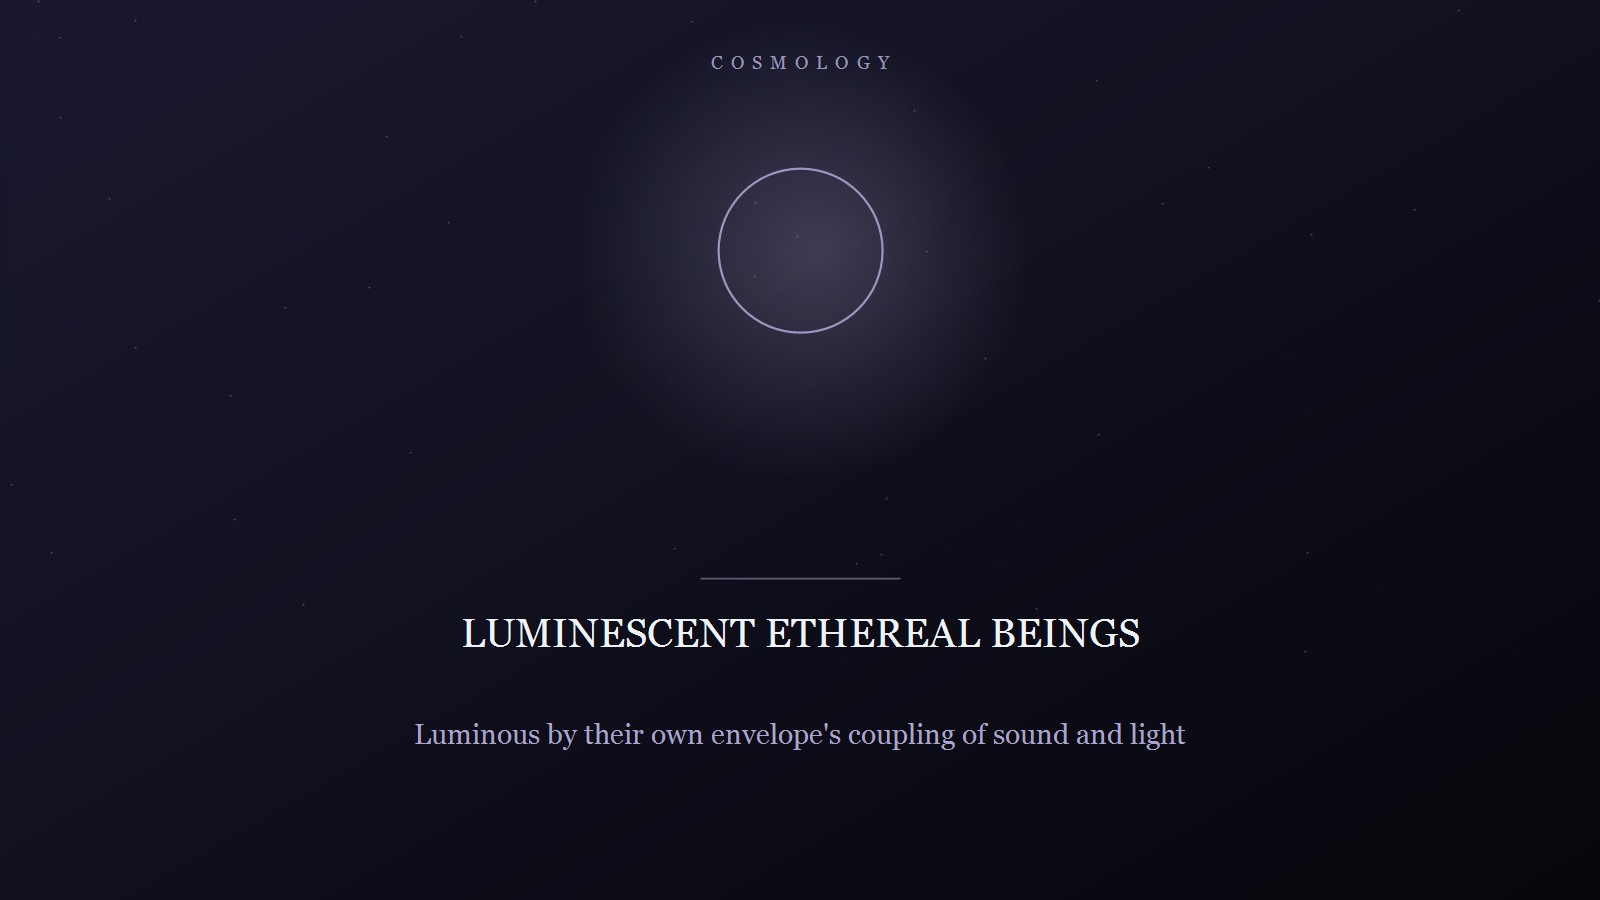 COSMOLOGY
LUMINESCENT ETHEREAL BEINGS
Luminous by their own envelope's coupling of sound and light